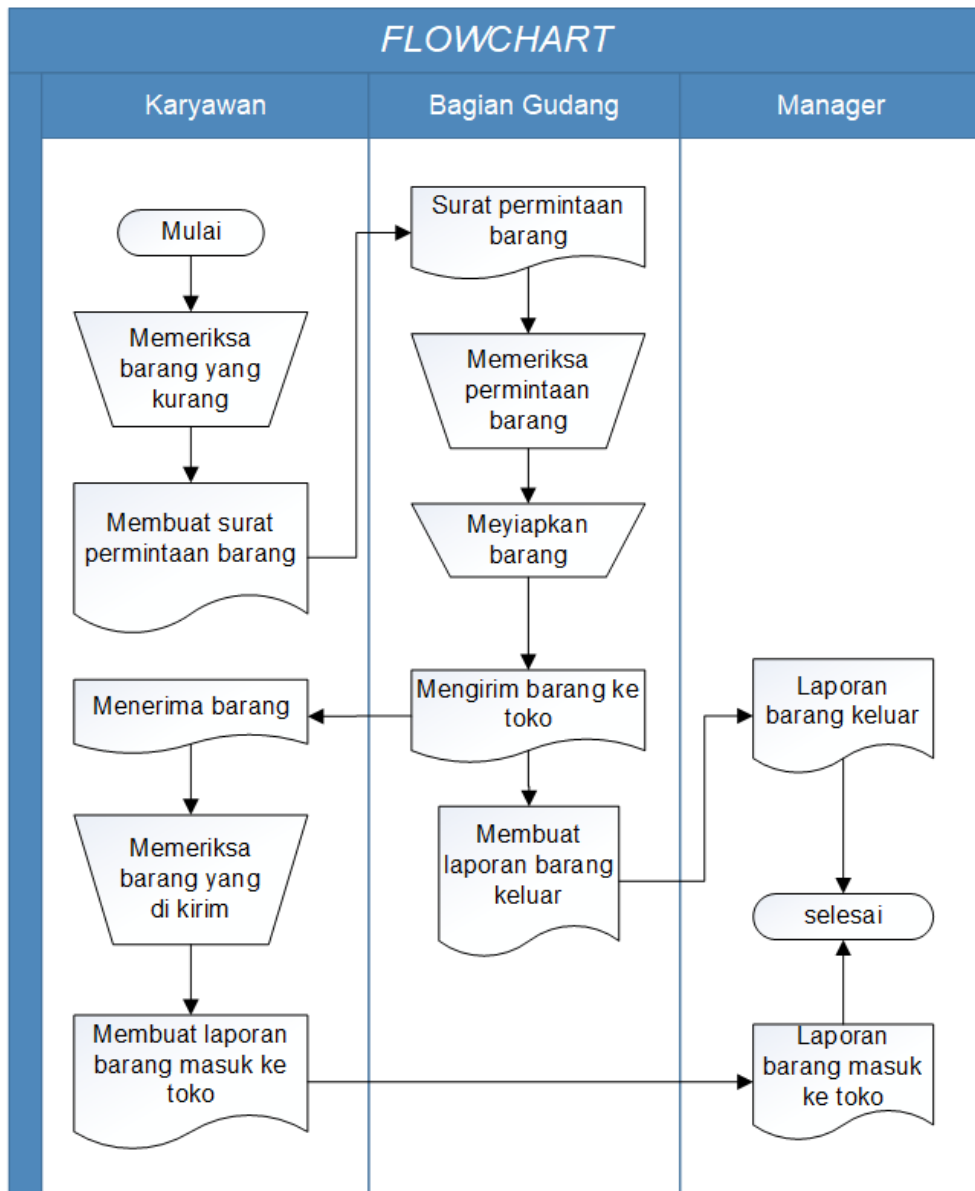 FLOWCHART
Karyawan
Bagian Gudang
Manager
Mulai
Memeriksa
barang yang
kurang
Membuat surat
permintaan barang
Surat permintaan
barang
Memeriksa
permintaan
barang
Meyiapkan
barang
Mengirim barang ke
toko
Menerima barang
Memeriksa
barang yang
di kirim
Membuat laporan
barang masuk ke
toko
Membuat
laporan barang
keluar
Laporan
barang keluar
selesai
Laporan
barang masuk
ke toko